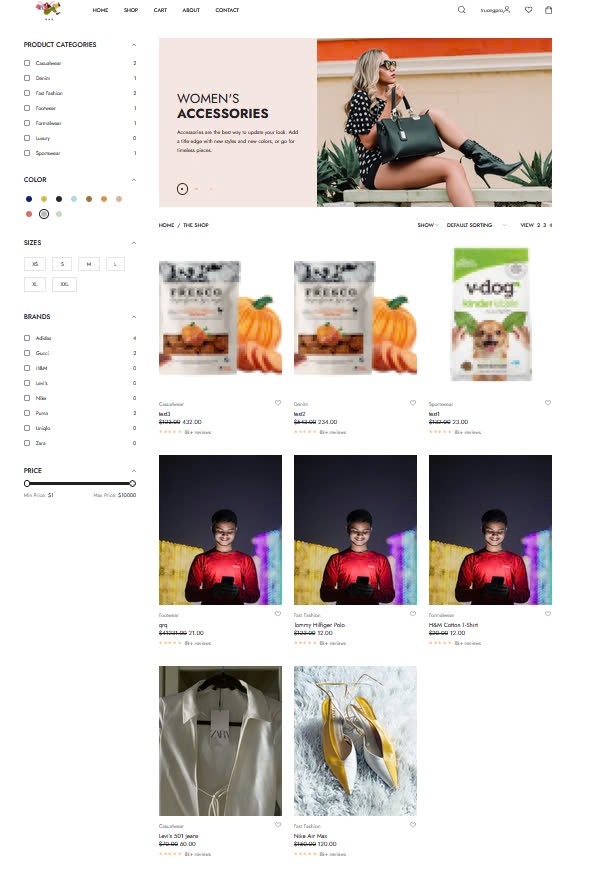 HOME SHOP CART ABOUT CONTACT
truongpro
PRODUCT CATEGORIES
Casualwear 2
Denim 1
Fast Fashion 2
Footwear 1
Formalwear 1
Luxury 0
Sportswear 1
COLOR
SIZES
XS S M L
XL XXL
BRANDS
Adidas 4
Gucci 2
H&M 0
Levi's 0
Nike 0
Puma 2
Uniqlo 0
Zara 0
PRICE
Min Price: $1 Max Price: $10000
WOMEN'S
ACCESSORIES
Accessories are the best way to update your look. Add
a title edge with new styles and new colors, or go for
timeless pieces.
HOME / THE SHOP
SHOW DEFAULT SORTING VIEW 2 3 4
FRESCO
FRESCO
v-dog
kinder
Casualwear
test3
$123.00 432.00
8k+ reviews
Denim
test2
234.00
8k+ reviews
Sportswear
test1
$132.00 23.00
8k+ reviews
Footwear
qrq
21.00
8k+ reviews
Fast Fashion
Tommy Hilfiger Polo
$123.00 12.00
8k+ reviews
Formalwear
H&M Cotton T-Shirt
$20.00 12.00
8k+ reviews
ZARA
Casualwear
Levi's 501 Jeans
$70.00 60.00
8k+ reviews
Fast Fashion
Nike Air Max
$150.00 120.00
8k+ reviews